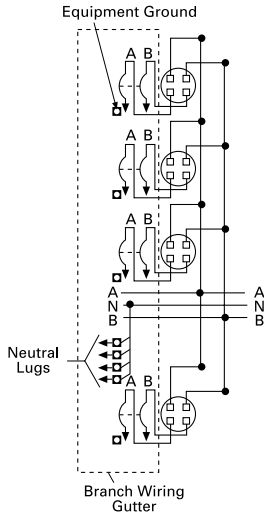 Equipment Ground
A B
A B
A B
A A
N N
B B
Neutral
Lugs
A B
Branch Wiring
Gutter